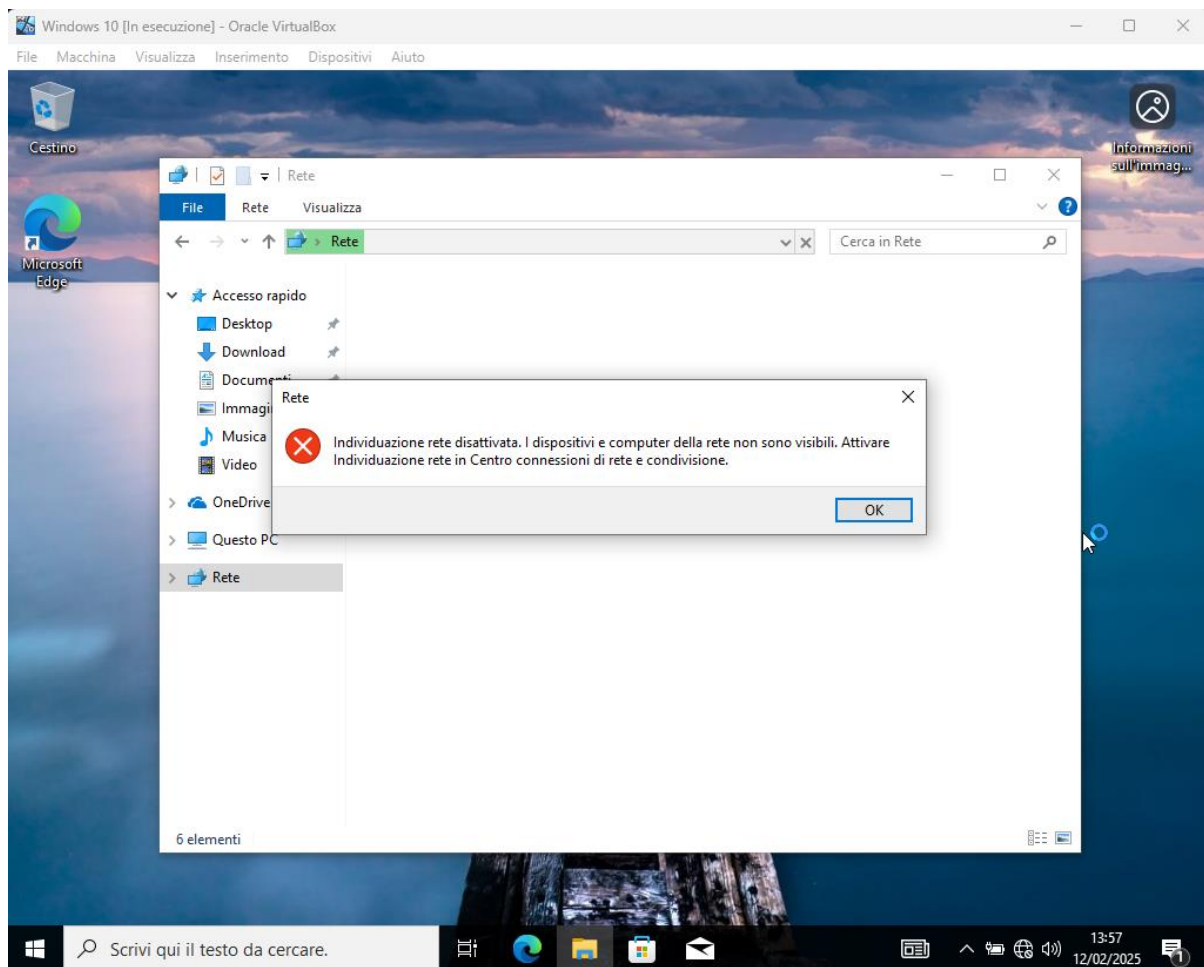 Windows 10 [In esecuzione] - Oracle VirtualBox
File Macchina Visualizza Inserimento Dispositivi Aiuto
Cestino
Informazioni
sull'immag...
Microsoft
Edge
Rete
File Rete Visualizza
Rete
Cerca in Rete
Accesso rapido
Desktop
Download
Documenti
Immagi
Musica
Video
OneDrive
Questo PC
Rete
6 elementi
Rete
Individuazione rete disattivata. I dispositivi e computer della rete non sono visibili. Attivare
Individuazione rete in Centro connessioni di rete e condivisione.
OK
Scrivi qui il testo da cercare.
13:57
12/02/2025
1